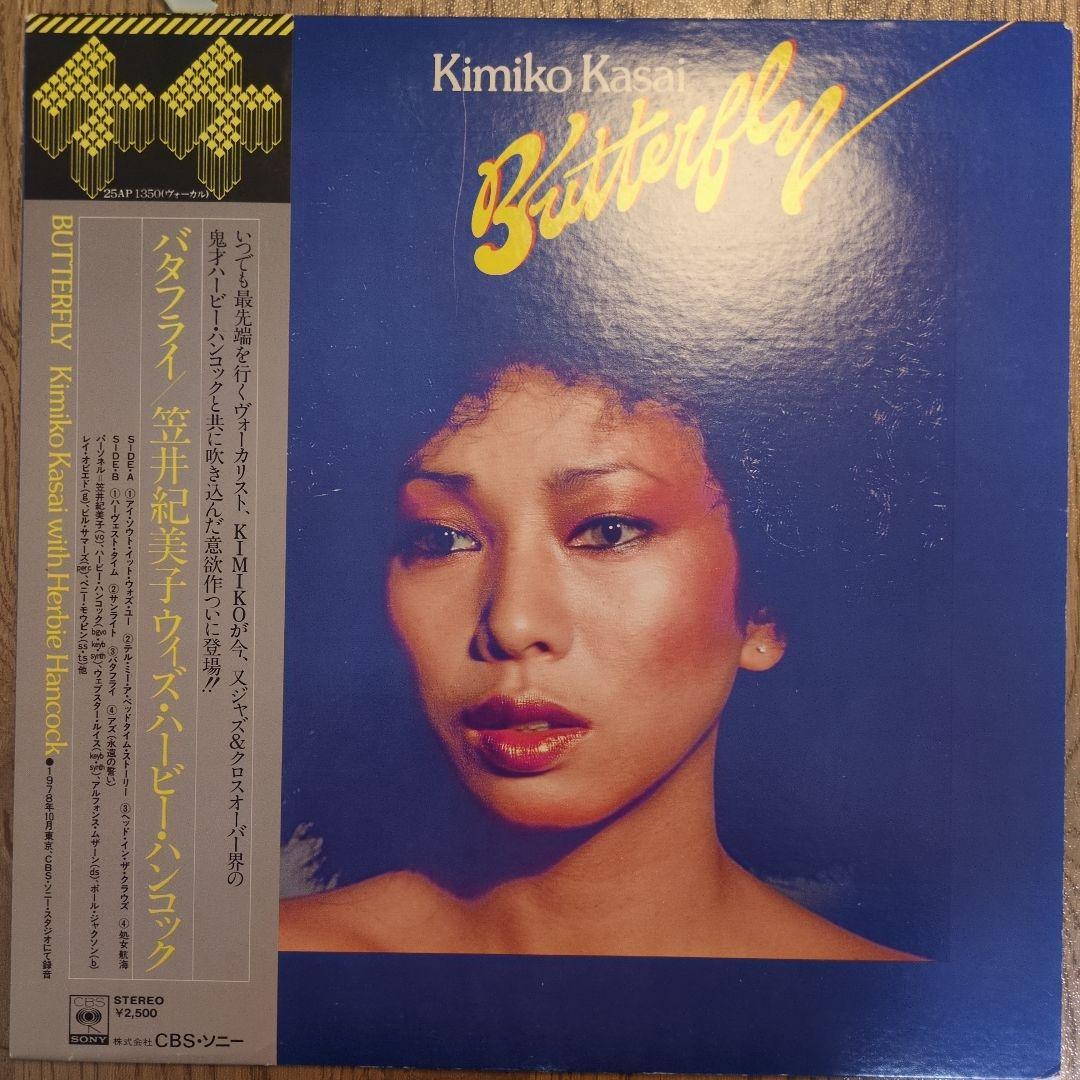 25AP 1350
Kimiko Kasai
Butterfly
25AP 1350(ヴォーカル)
いつでも最先端を行くヴォーカリスト、KIMIKOが今、又ジャズ&クロスオーバー界の
鬼才ハービー・ハンコックと共に吹き込んだ意欲作ついに登場!!
バタフライ/笠井紀美子ウィズ・ハービー・ハンコック
SIDE・A ①アイ・ソウト・イット・ウォズ・ユー ②テル・ミー・ア・ベッドタイム・ストーリー ③ヘッド・イン・ザ・クラウズ ④処女航海
SIDE・B ①ハーヴェスト・タイム ②サンライト ③バタフライ ④アズ(永遠の誓い)
パーソネル=笠井紀美子(vo)、ハービー・ハンコック(bgvo・keyb・synth)、ウェブスター・ルイス(keyb・synth)、アルフォンス・ムザーン(ds)、ポール・ジャクソン(b)
レイ・オビエド(g)、ビル・サマーズ(perc)、ベニー・モウピン(ss・ts)他
BUTTERFLY Kimiko Kasai with Herbie Hancock ●1978年10月東京、CBS・ソニー・スタジオにて録音
CBS
SONY
STEREO
¥2,500
株式会社 CBS・ソニー